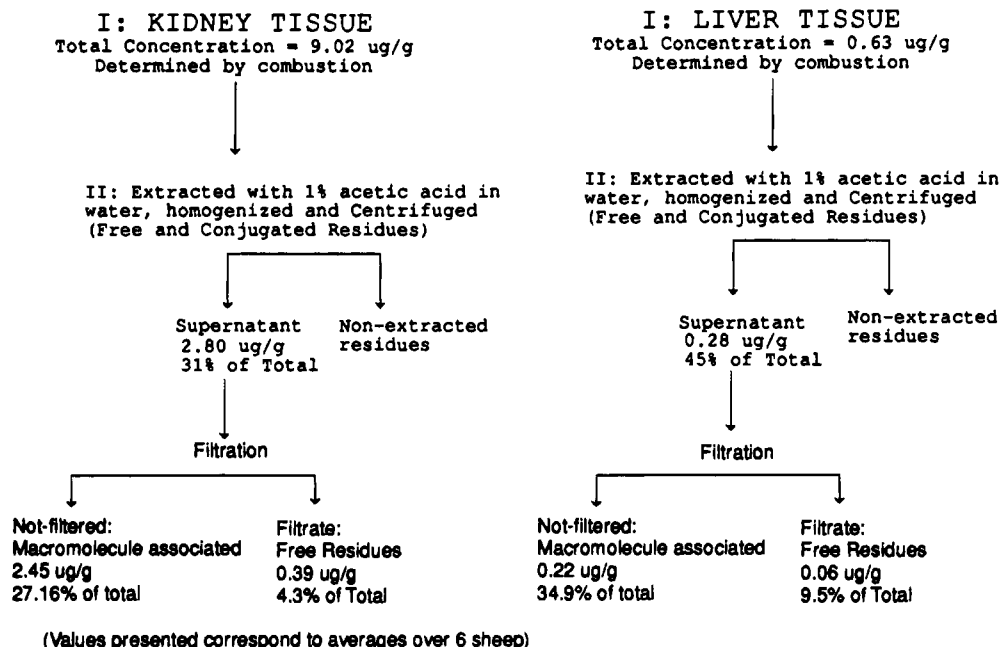 I: KIDNEY TISSUE
Total Concentration = 9.02 ug/g
Determined by combustion
II: Extracted with 1% acetic acid in
water, homogenized and Centrifuged
(Free and Conjugated Residues)
Supernatant
2.80 ug/g
31% of Total
Non-extracted
residues
Filtration
Not-filtered:
Macromolecule associated
2.45 ug/g
27.16% of total
Filtrate:
Free Residues
0.39 ug/g
4.3% of Total
I: LIVER TISSUE
Total Concentration = 0.63 ug/g
Determined by combustion
II: Extracted with 1% acetic acid in
water, homogenized and Centrifuged
(Free and Conjugated Residues)
Supernatant
0.28 ug/g
45% of Total
Non-extracted
residues
Filtration
Not-filtered:
Macromolecule associated
0.22 ug/g
34.9% of total
Filtrate:
Free Residues
0.06 ug/g
9.5% of Total
(Values presented correspond to averages over 6 sheep)